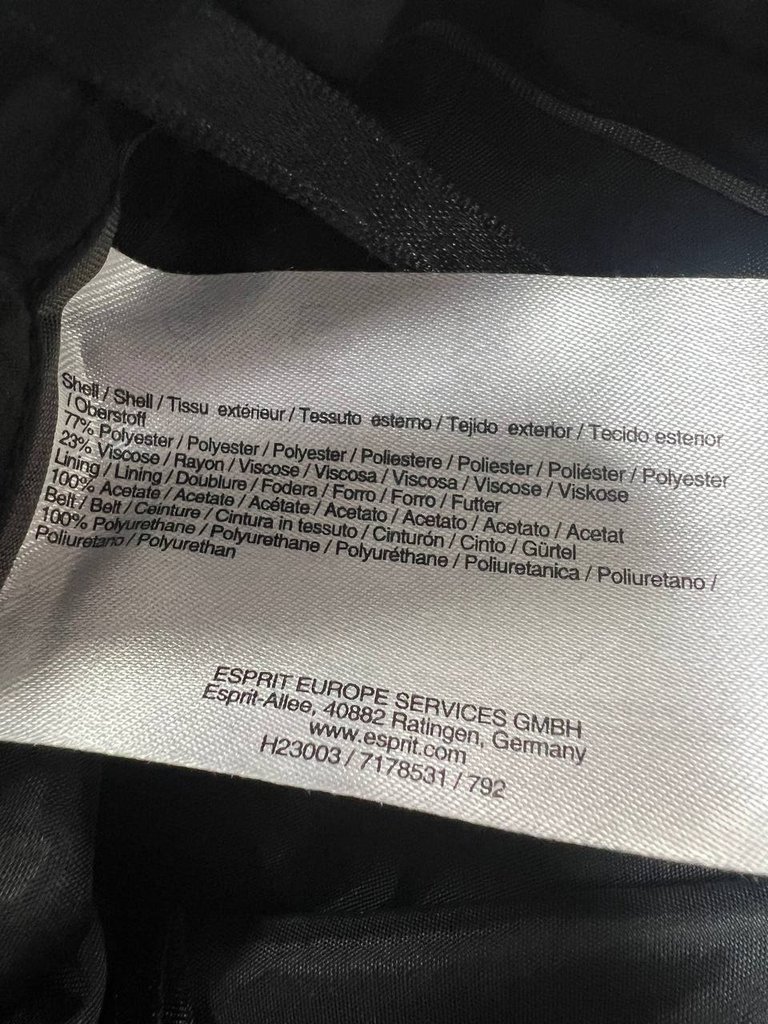 Shell / Shell / Tissu extérieur / Tessuto esterno / Tejido exterior / Tecido esterior
/ Oberstoff
77% Polyester / Polyester / Polyester / Poliestere / Poliester / Poliéster / Polyester
23% Viscose / Rayon / Viscose / Viscosa / Viscosa / Viscose / Viskose
Lining / Lining / Doublure / Fodera / Forro / Forro / Futter
100% Acetate / Acetate / Acétate / Acetato / Acetato / Acetato / Acetat
Belt / Belt / Ceinture / Cintura in tessuto / Cinturón / Cinto / Gürtel
100% Polyurethane / Polyurethane / Polyuréthane / Poliuretanica / Poliuretano /
Poliuretano / Polyurethan
ESPRIT EUROPE SERVICES GMBH
Esprit-Allee, 40882 Ratingen, Germany
www.esprit.com
H23003 / 7178531 / 792